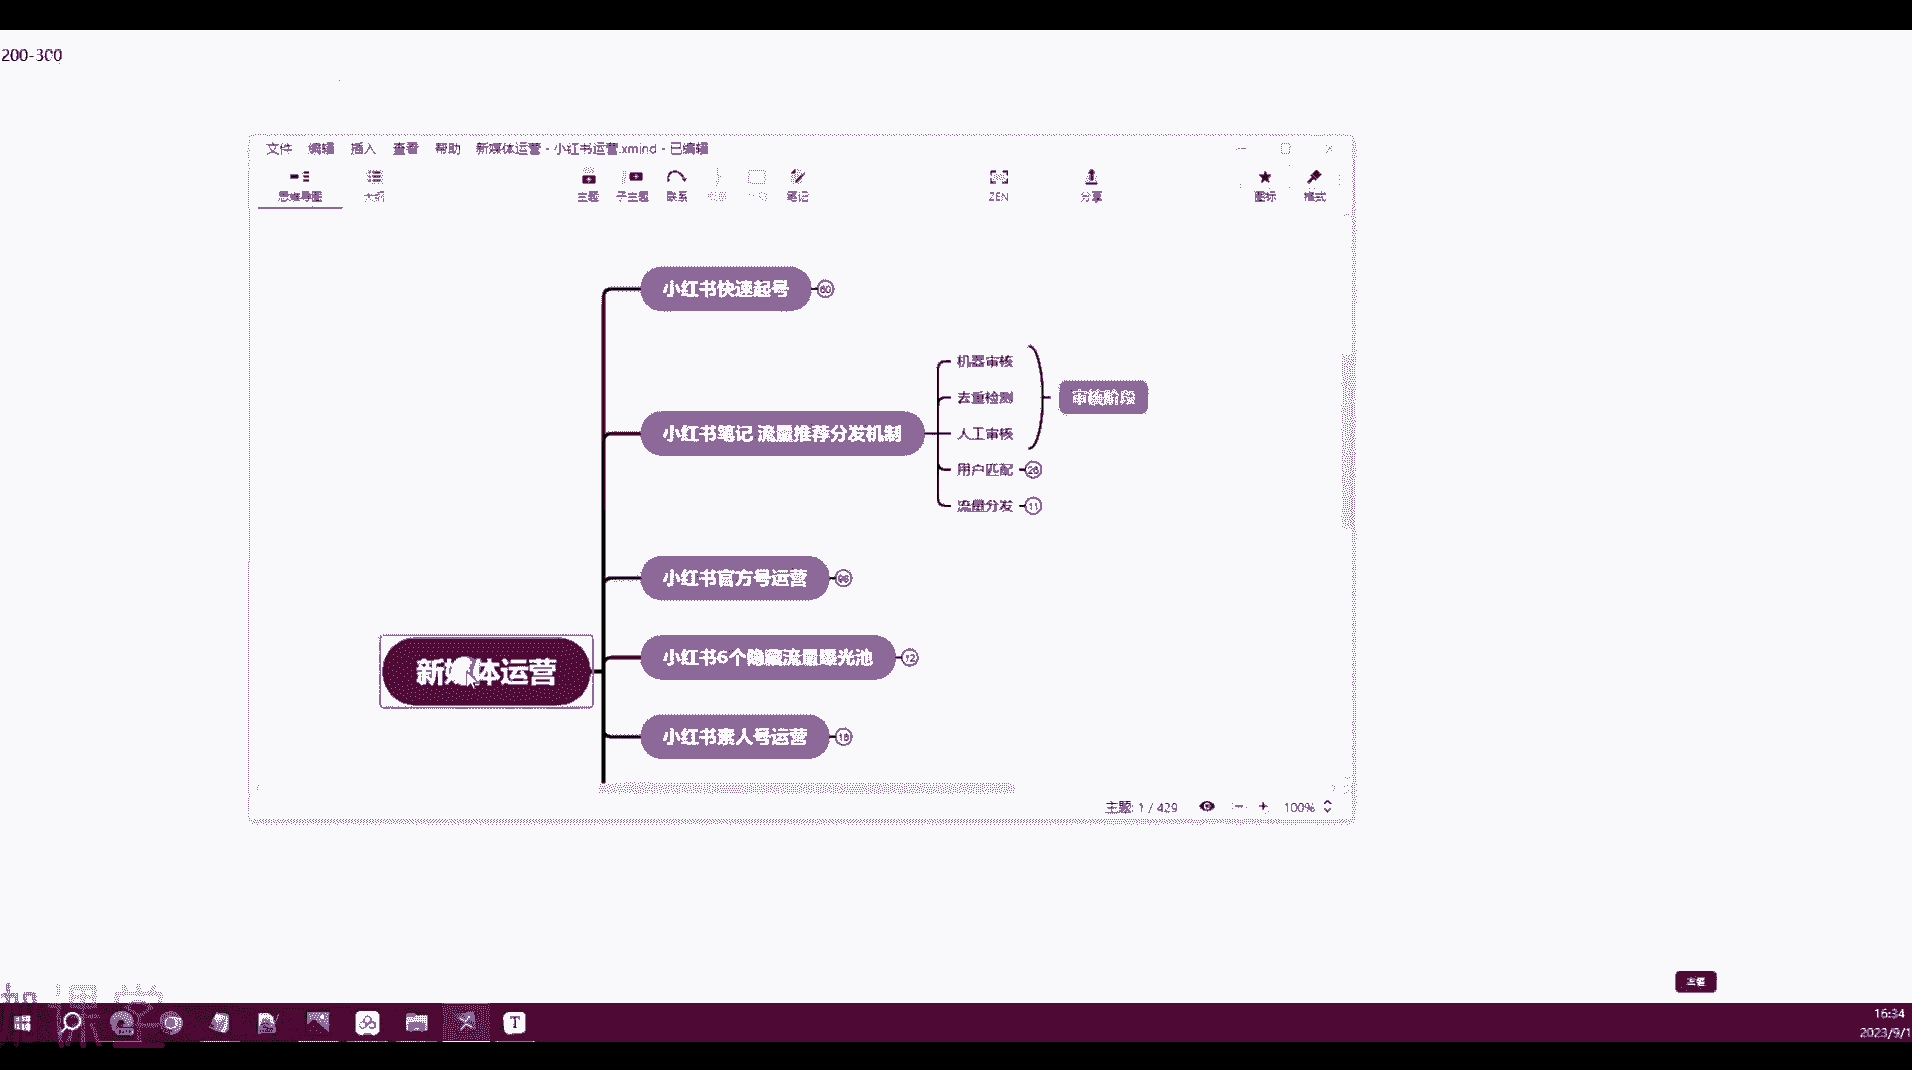 200-300
文件 编辑 插入 查看 帮助 新媒体运营 - 小红书运营.xmind - 已编辑
思维导图 大纲 主题 子主题 联系 笔记 ZEN 分享 图标 格式
小红书快速起号 60
小红书笔记 流量推荐分发机制
机器审核
去重检测
人工审核
审核阶段
用户匹配 26
流量分发 11
小红书官方号运营
小红书6个隐藏流量曝光池
新媒体运营
小红书素人号运营
主题: 1 / 429 100%
课堂
T
16:34
2023/9/1